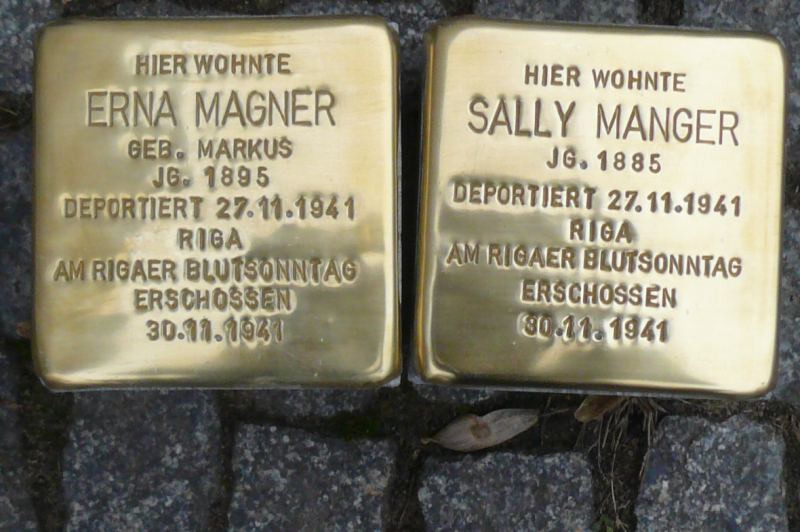 HIER WOHNTE
ERNA MAGNER
GEB. MARKUS
JG. 1895
DEPORTIERT 27.11.1941
RIGA
AM RIGAER BLUTSONNTAG
ERSCHOSSEN
30.11.1941
HIER WOHNTE
SALLY MANGER
JG. 1885
DEPORTIERT 27.11.1941
RIGA
AM RIGAER BLUTSONNTAG
ERSCHOSSEN
30.11.1941